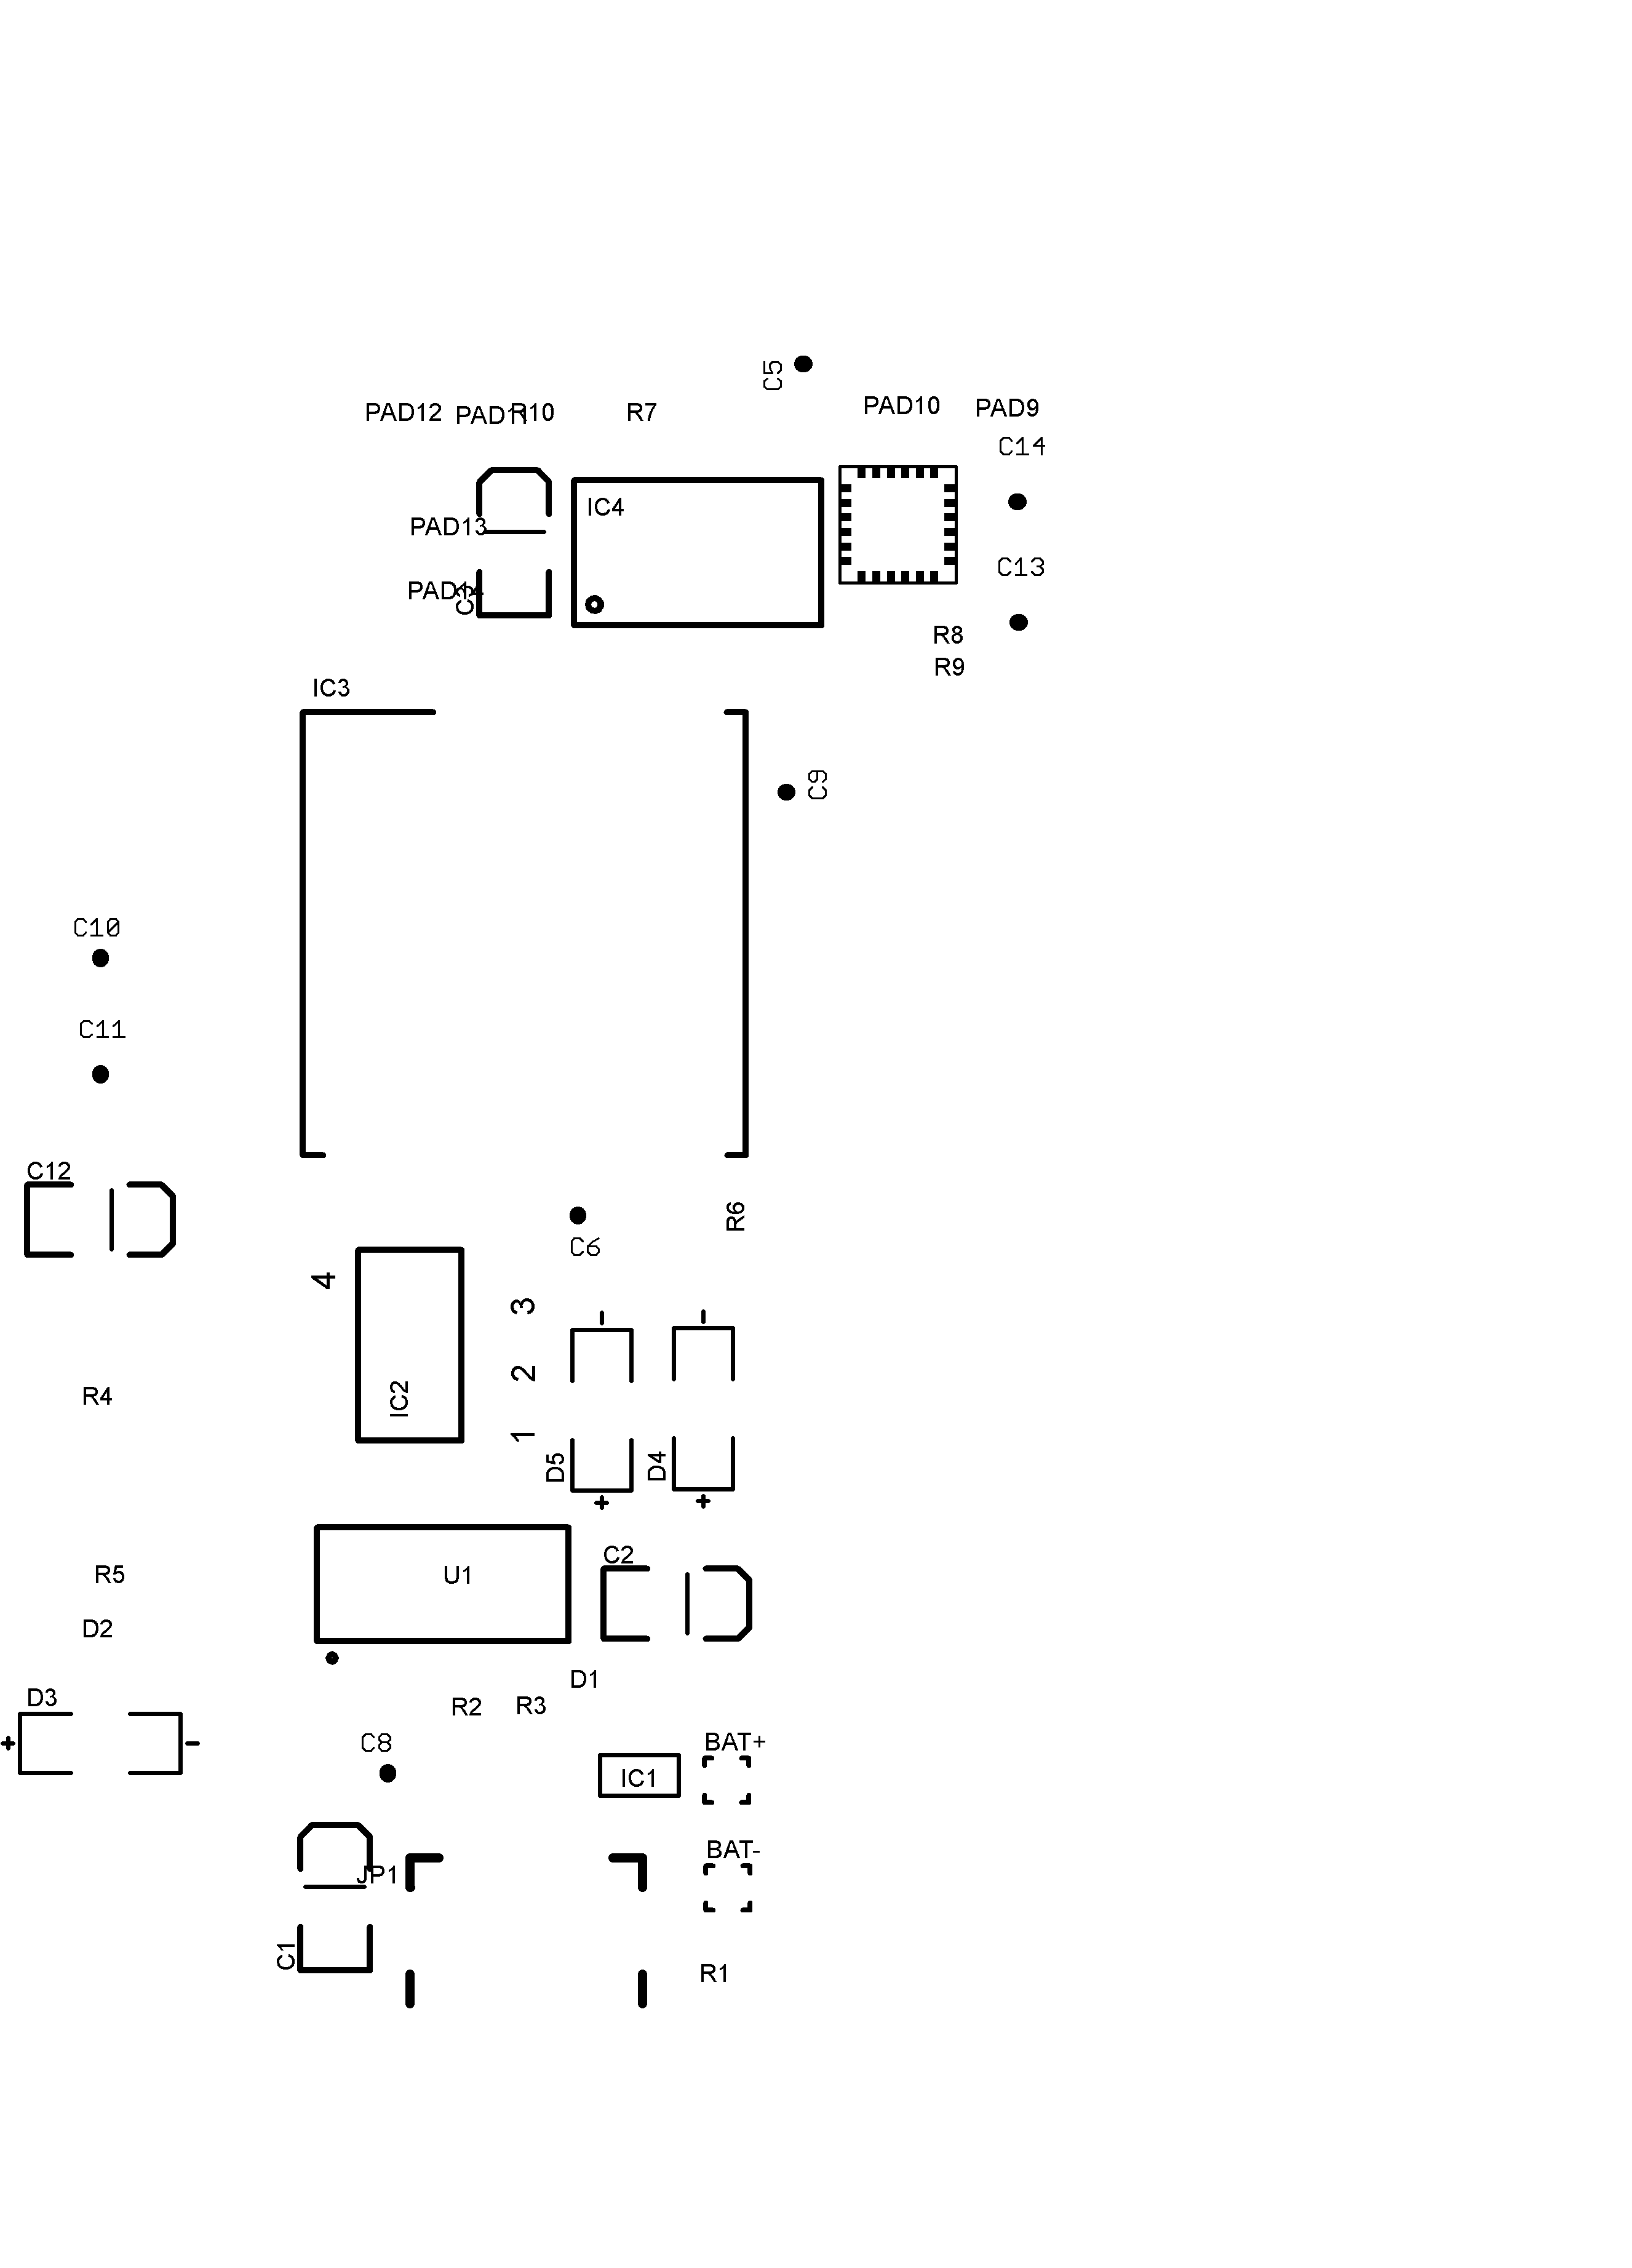 C5
PAD12
PAD11
R10
R7
PAD10
PAD9
C14
IC4
PAD13
C13
PAD14
C3
R8
R9
IC3
C9
C10
C11
C12
R6
C6
4
3
2
1
R4
IC2
-
-
D5
D4
+
+
C2
R5
U1
D2
D1
D3
R2
R3
+
-
C8
BAT+
IC1
BAT-
JP1
C1
R1